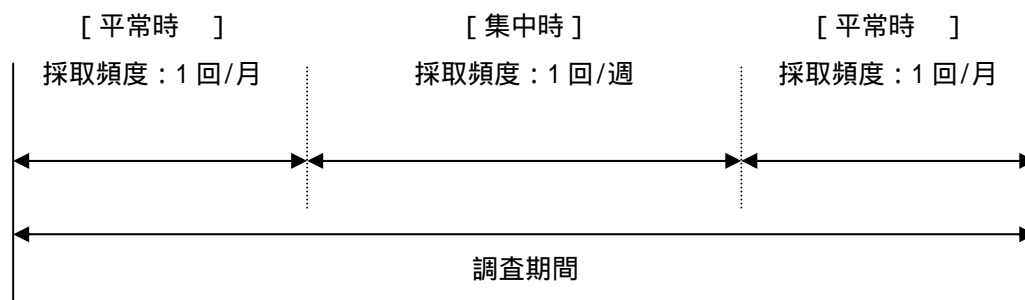 [平常時 ] [集中時] [平常時 ]
採取頻度：1回/月 採取頻度：1回/週 採取頻度：1回/月
調査期間